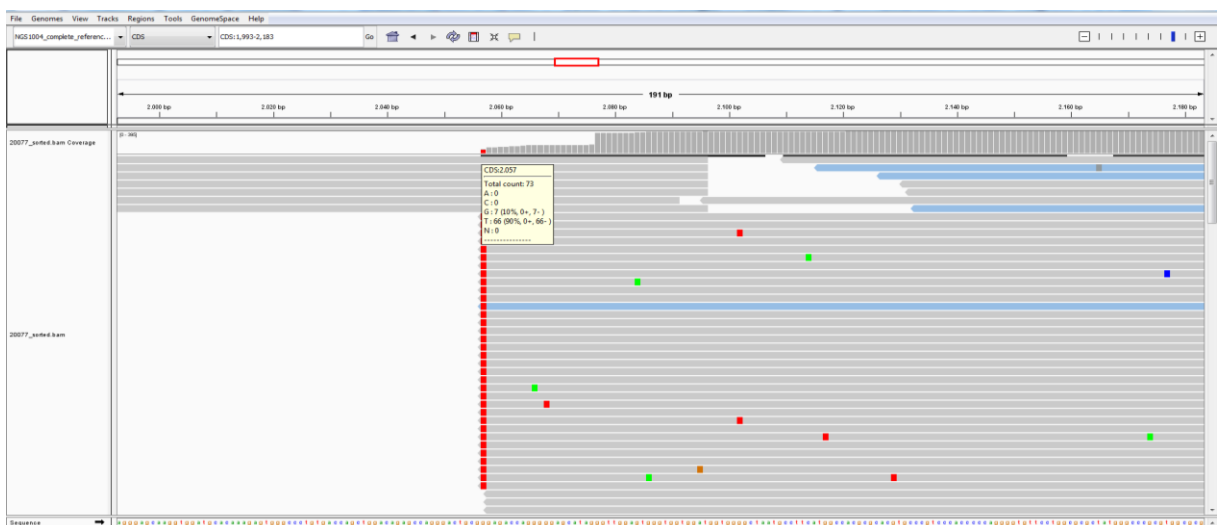 File Genomes View Tracks Regions Tools GenomeSpace Help
NGS1004_complete_referenc... CDS CDS:1,993-2,183 Go
191 bp
2.000 bp 2.020 bp 2.040 bp 2.060 bp 2.080 bp 2.100 bp 2.120 bp 2.140 bp 2.160 bp 2.180 bp
20077_sorted.bam Coverage
CDS:2.057
Total count: 73
A : 0
C : 0
G : 7 (10%, 0+, 7- )
T : 66 (90%, 0+, 66- )
N : 0
---------------
20077_sorted.bam
Sequence